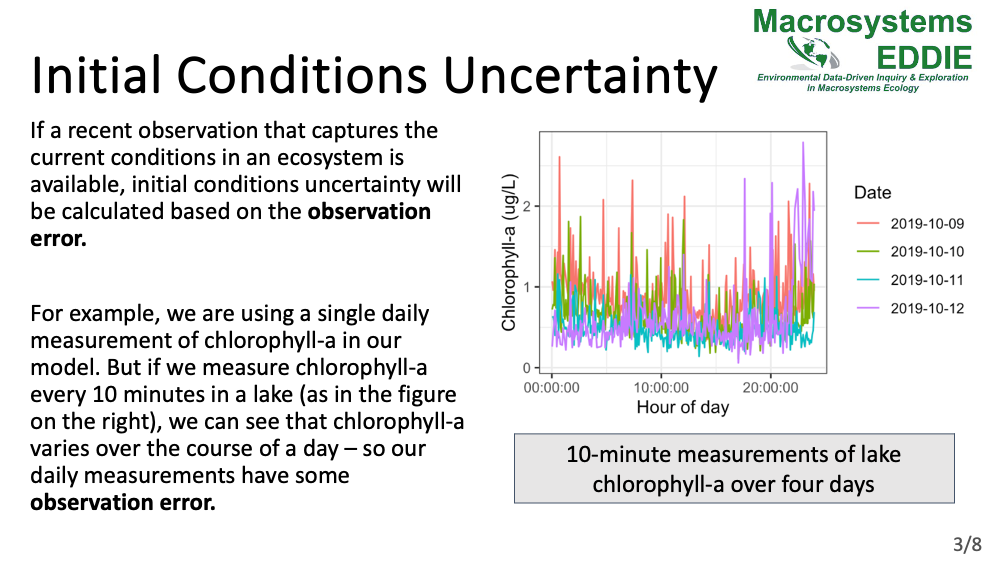 Macrosystems
EDDIE
Environmental Data-Driven Inquiry & Exploration
in Macrosystems Ecology
Initial Conditions Uncertainty
If a recent observation that captures the
current conditions in an ecosystem is
available, initial conditions uncertainty will
be calculated based on the observation
error.
For example, we are using a single daily
measurement of chlorophyll-a in our
model. But if we measure chlorophyll-a
every 10 minutes in a lake (as in the figure
on the right), we can see that chlorophyll-a
varies over the course of a day – so our
daily measurements have some
observation error.
Chlorophyll-a (ug/L)
2
1
0
00:00:00 10:00:00 20:00:00
Hour of day
Date
2019-10-09
2019-10-10
2019-10-11
2019-10-12
10-minute measurements of lake
chlorophyll-a over four days
3/8